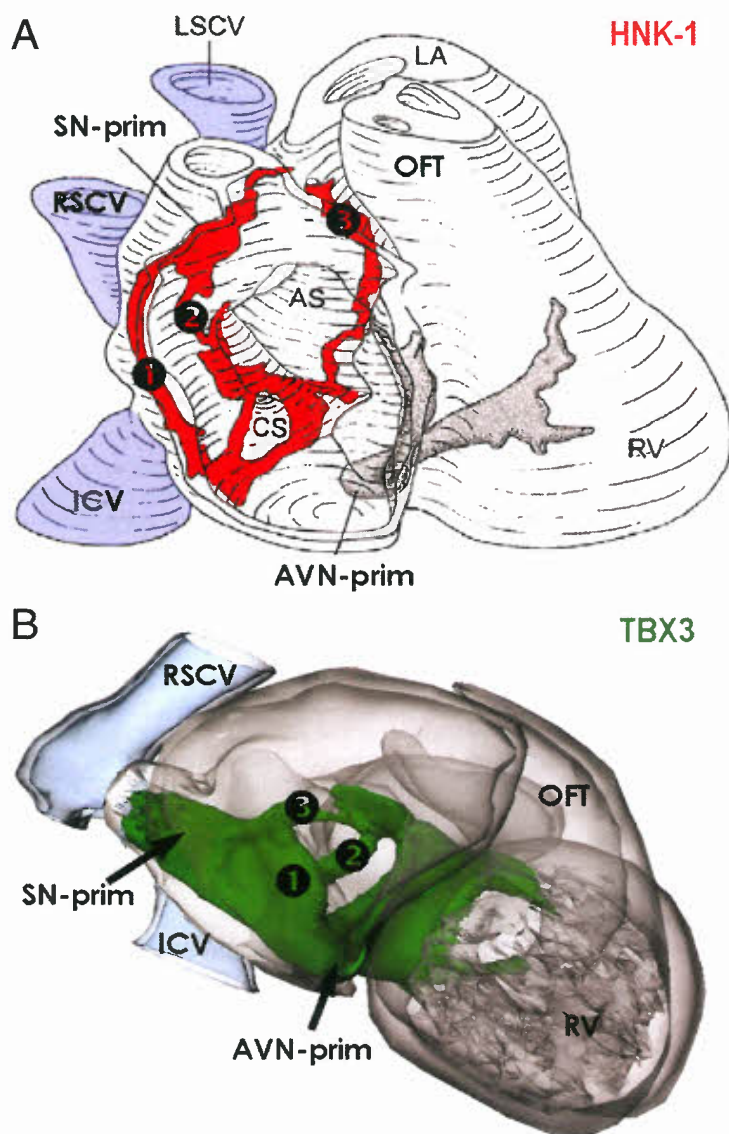 A
LSCV
HNK-1
LA
SN-prim
OFT
RSCV
3
AS
2
1
CS
RV
ICV
AVN-prim
B
TBX3
RSCV
OFT
3
2
1
SN-prim
ICV
AVN-prim
RV